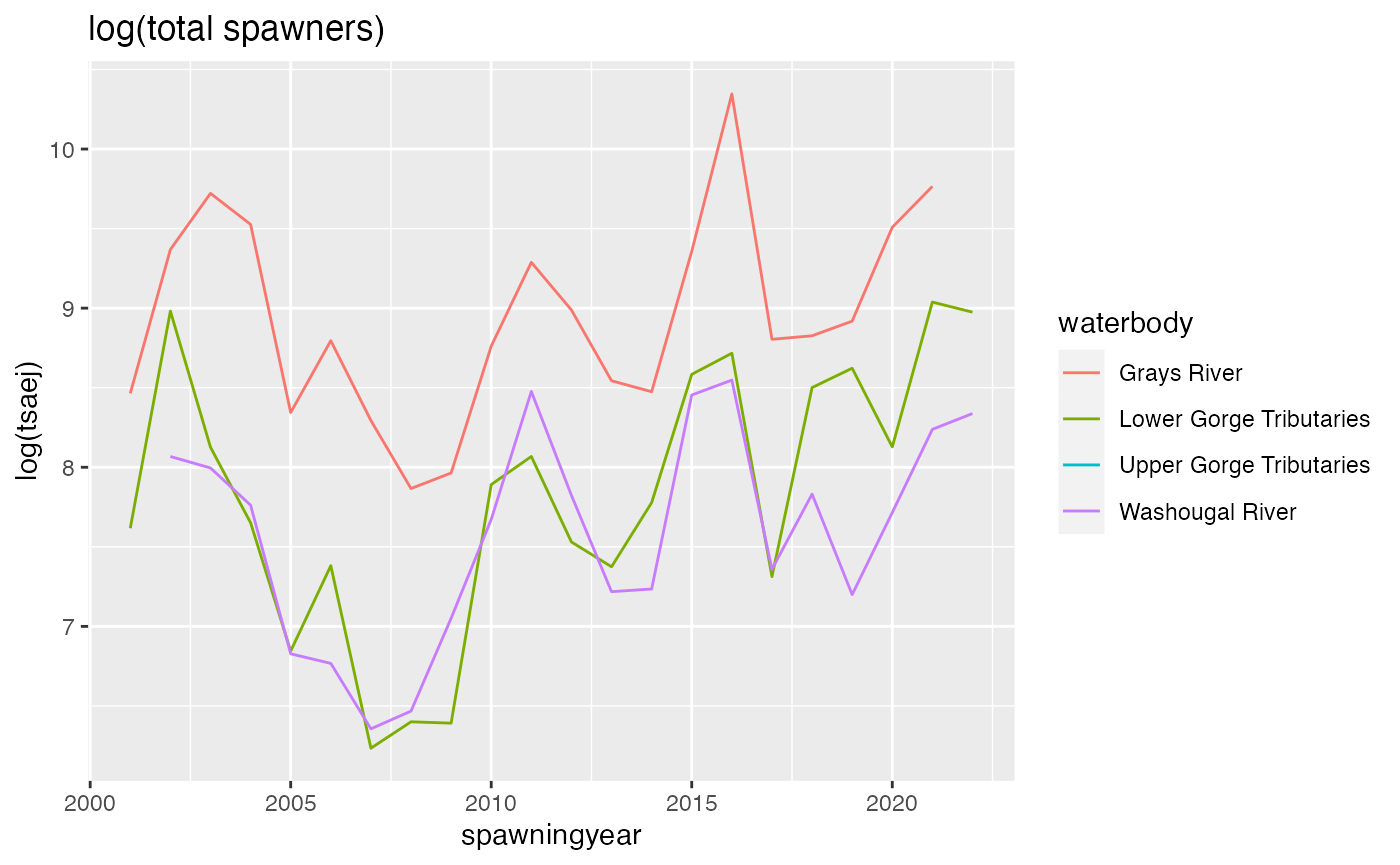 log(total spawners)
log(tsaej)
10
9
8
7
2000 2005 2010 2015 2020
spawningyear
waterbody
Grays River
Lower Gorge Tributaries
Upper Gorge Tributaries
Washougal River